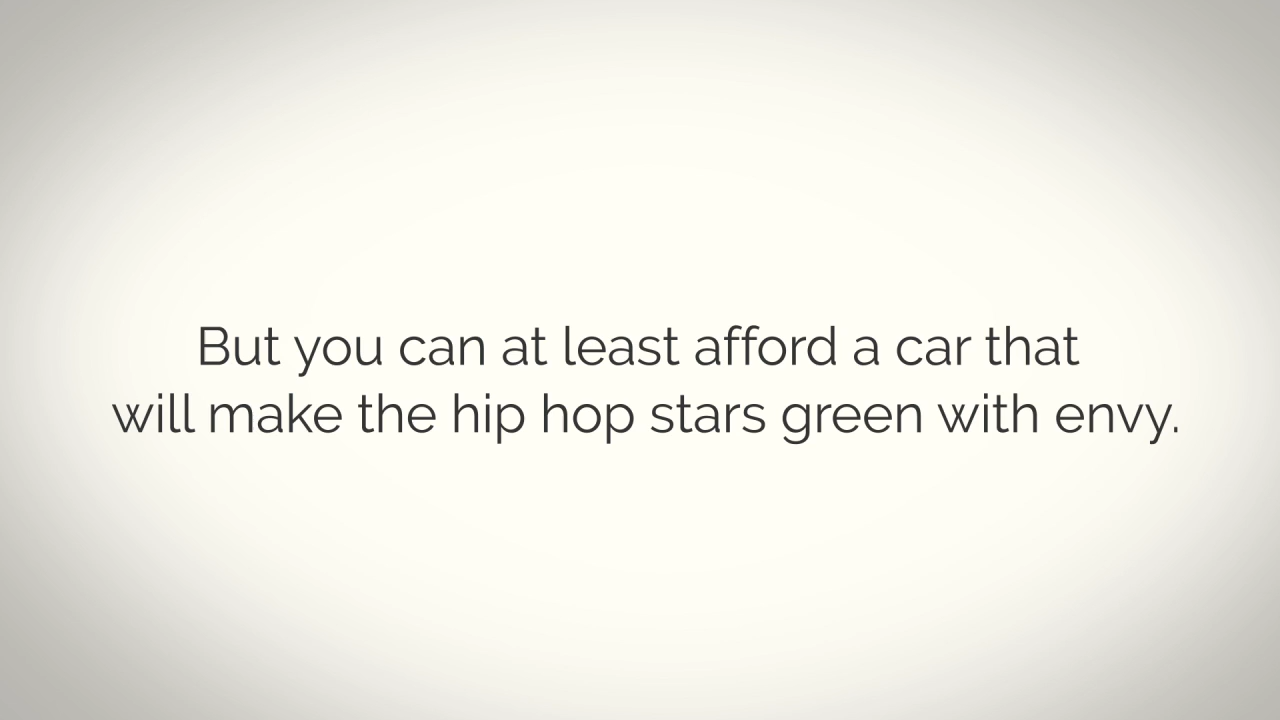 But you can at least afford a car that
will make the hip hop stars green with envy.